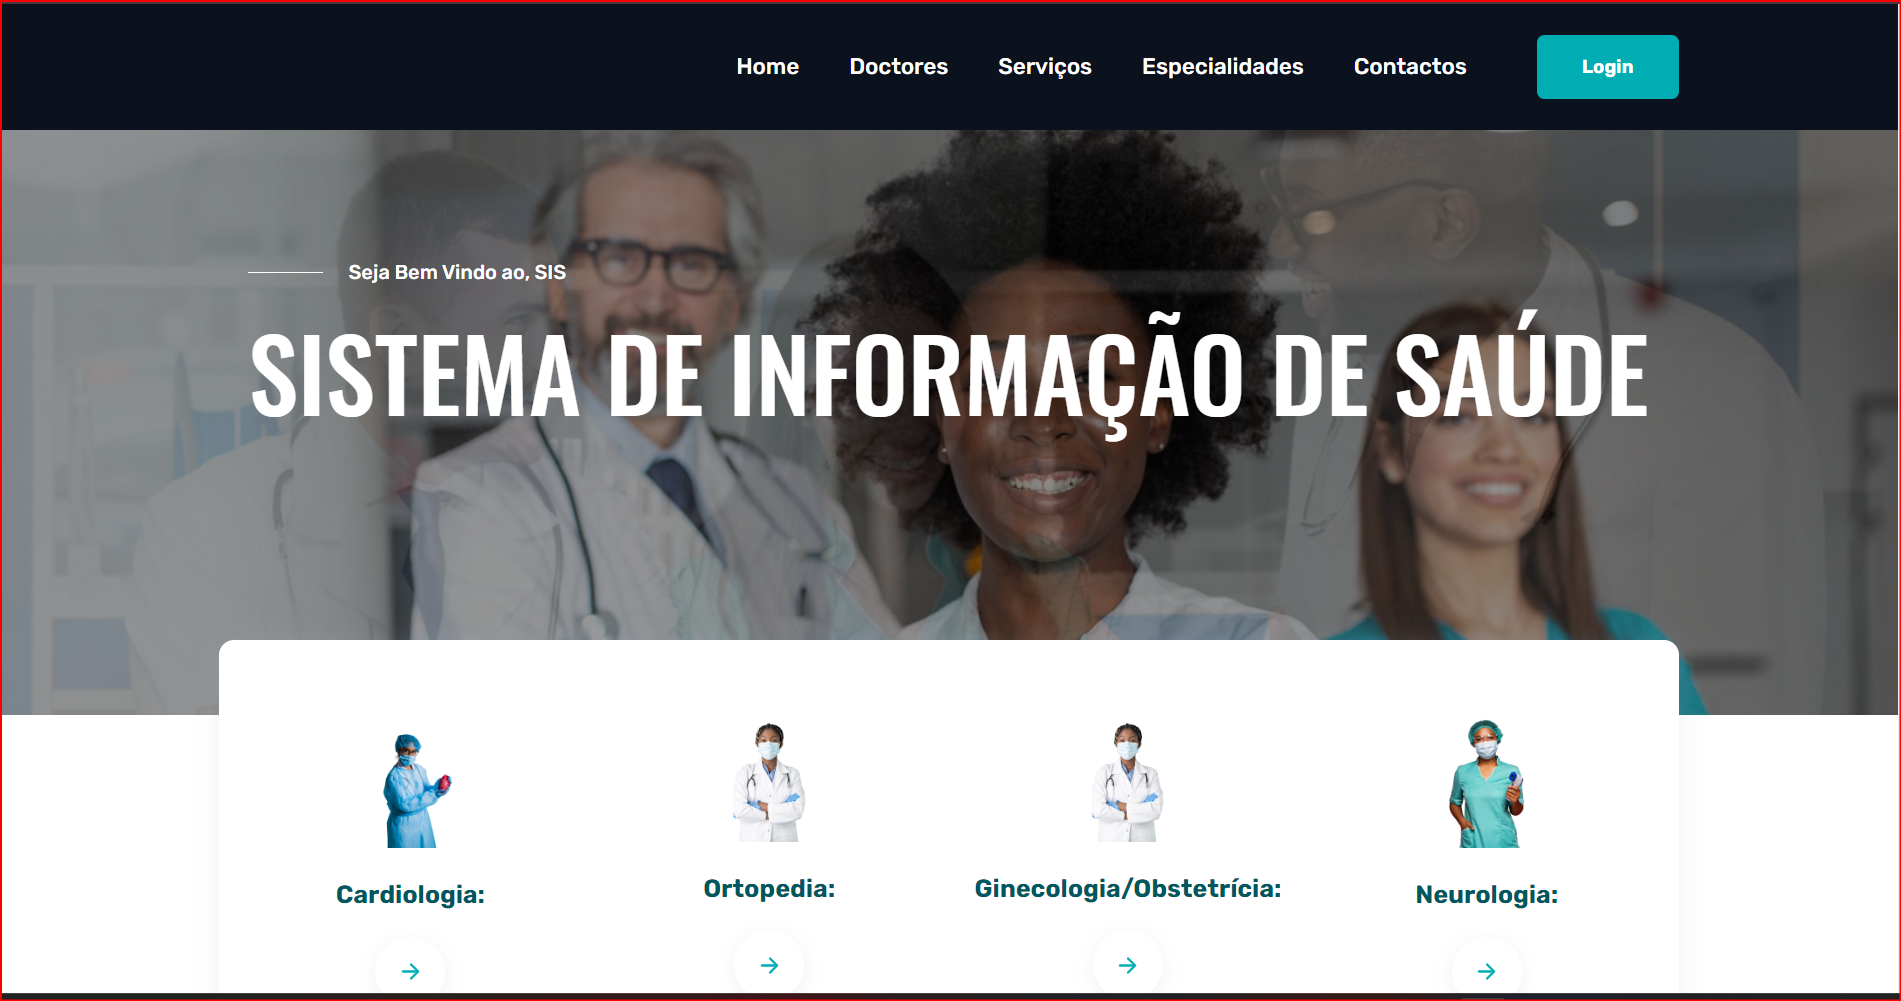 Home Doctores Serviços Especialidades Contactos Login
Seja Bem Vindo ao, SIS
SISTEMA DE INFORMAÇÃO DE SAÚDE
Cardiologia: Ortopedia: Ginecologia/Obstetrícia: Neurologia: